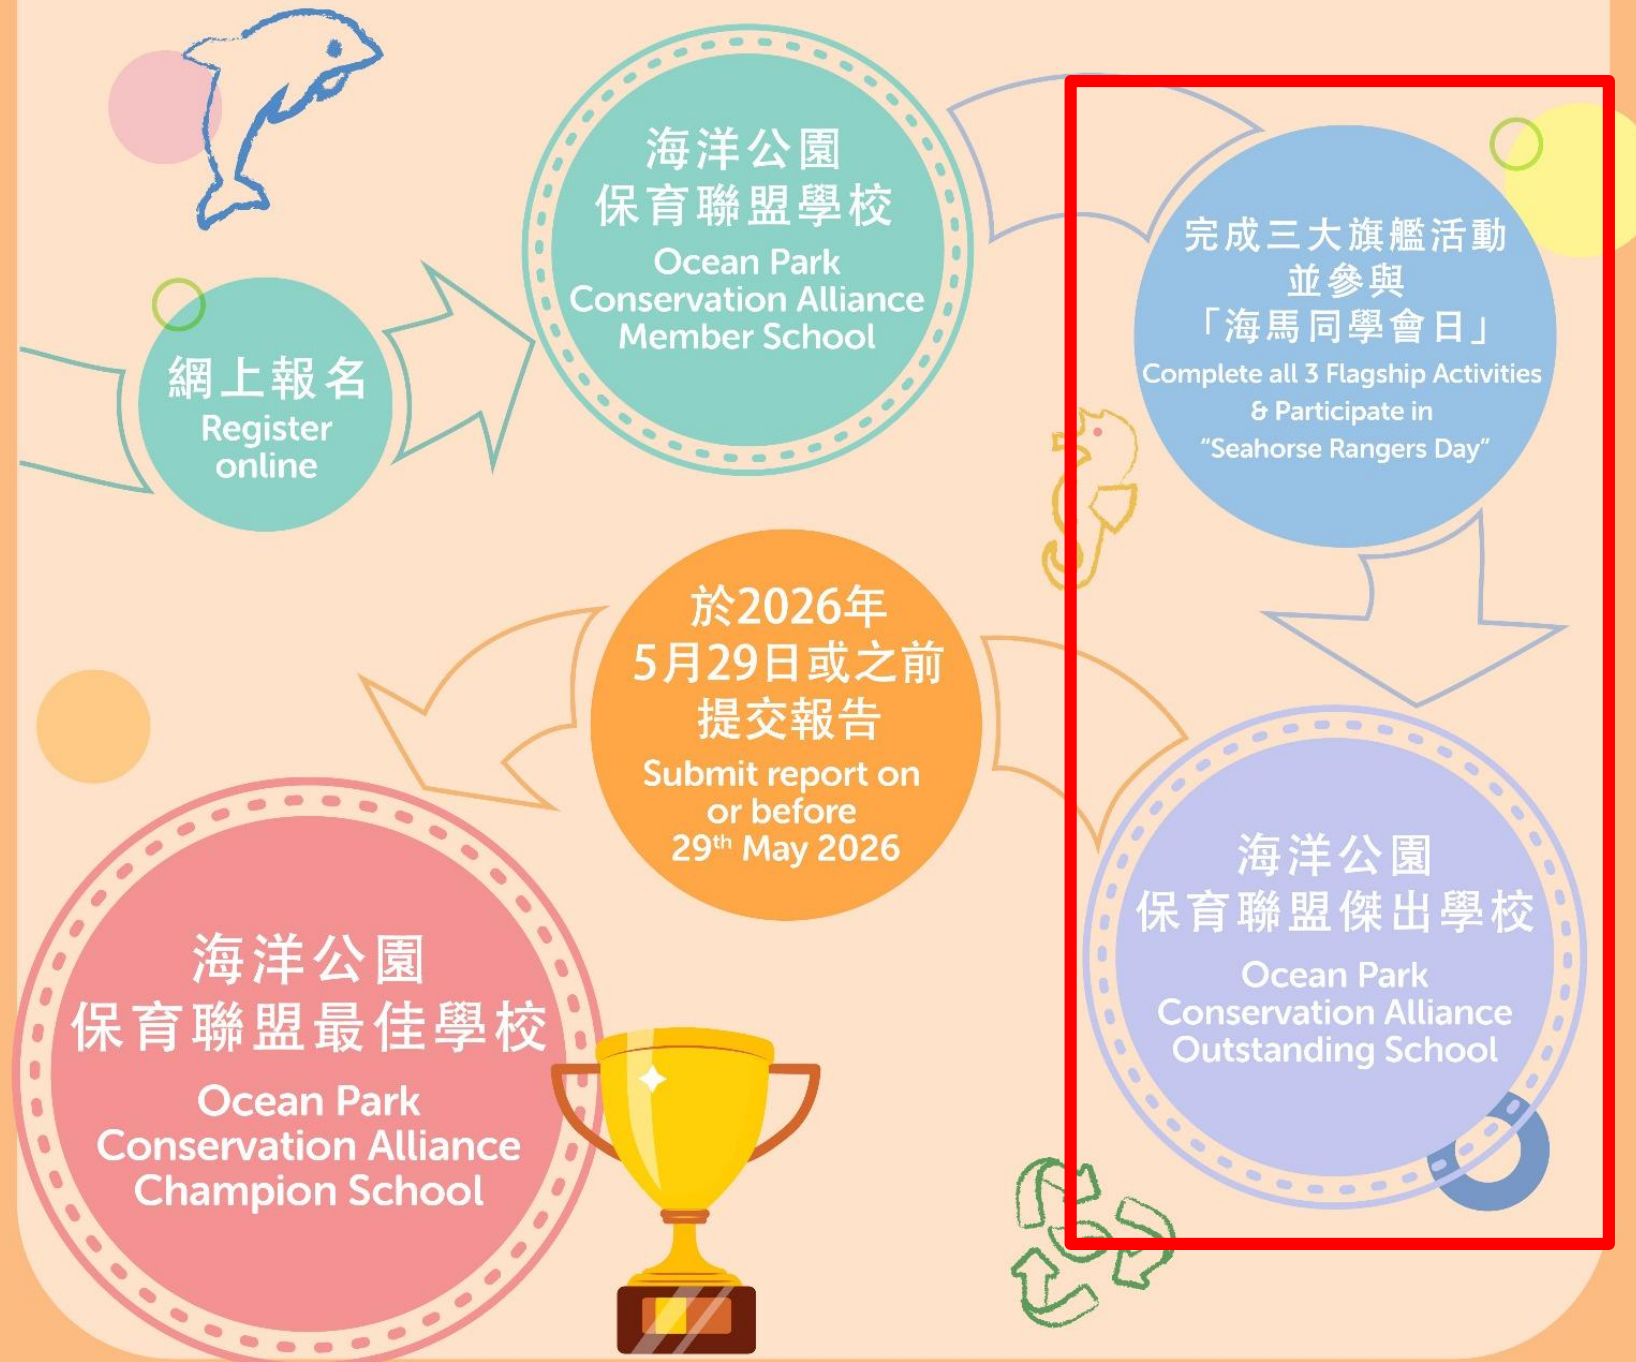 網上報名
Register
online
海洋公園
保育聯盟學校
Ocean Park
Conservation Alliance
Member School
完成三大旗艦活動
並參與
「海馬同學會日」
Complete all 3 Flagship Activities
& Participate in
“Seahorse Rangers Day”
海洋公園
保育聯盟傑出學校
Ocean Park
Conservation Alliance
Outstanding School
於2026年
5月29日或之前
提交報告
Submit report on
or before
29th May 2026
海洋公園
保育聯盟最佳學校
Ocean Park
Conservation Alliance
Champion School